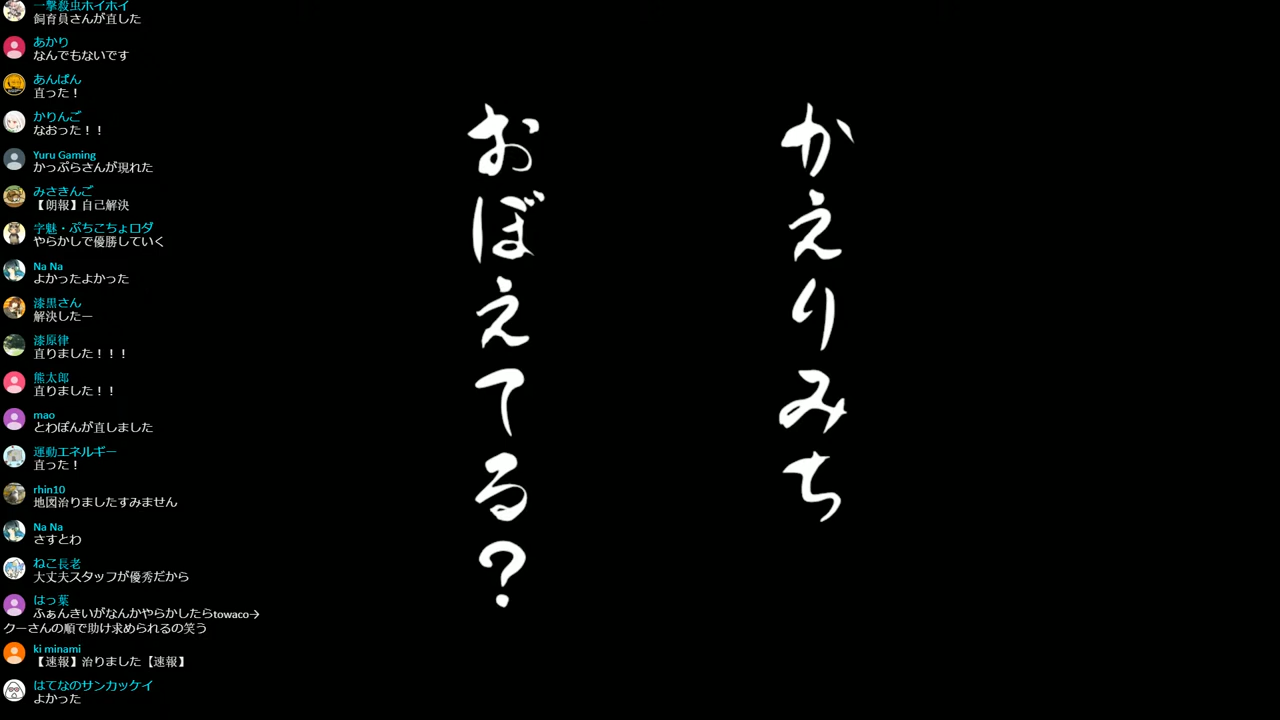 一撃殺虫ホイホイ
飼育員さんが直した
あかり
なんでもないです
あんぱん
直った！
かりんご
なおった！！
Yuru Gaming
かっぷらさんが現れた
みさきんご
【朗報】自己解決
字魅・ぷちこちょロダ
やらかしで優勝していく
Na Na
よかったよかった
漆黒さん
解決したー
漆原律
直りました！！！
熊太郎
直りました！！
mao
とわぽんが直しました
運動エネルギー
直った！
rhin10
地図治りましたすみません
Na Na
さすとわ
ねこ長老
大丈夫スタッフが優秀だから
はっ葉
ふぁんきいがなんかやらかしたらtowaco→
クーさんの順で助け求められるの笑う
ki minami
【速報】治りました【速報】
はてなのサンカッケイ
よかった
かえりみち
おぼえてる？